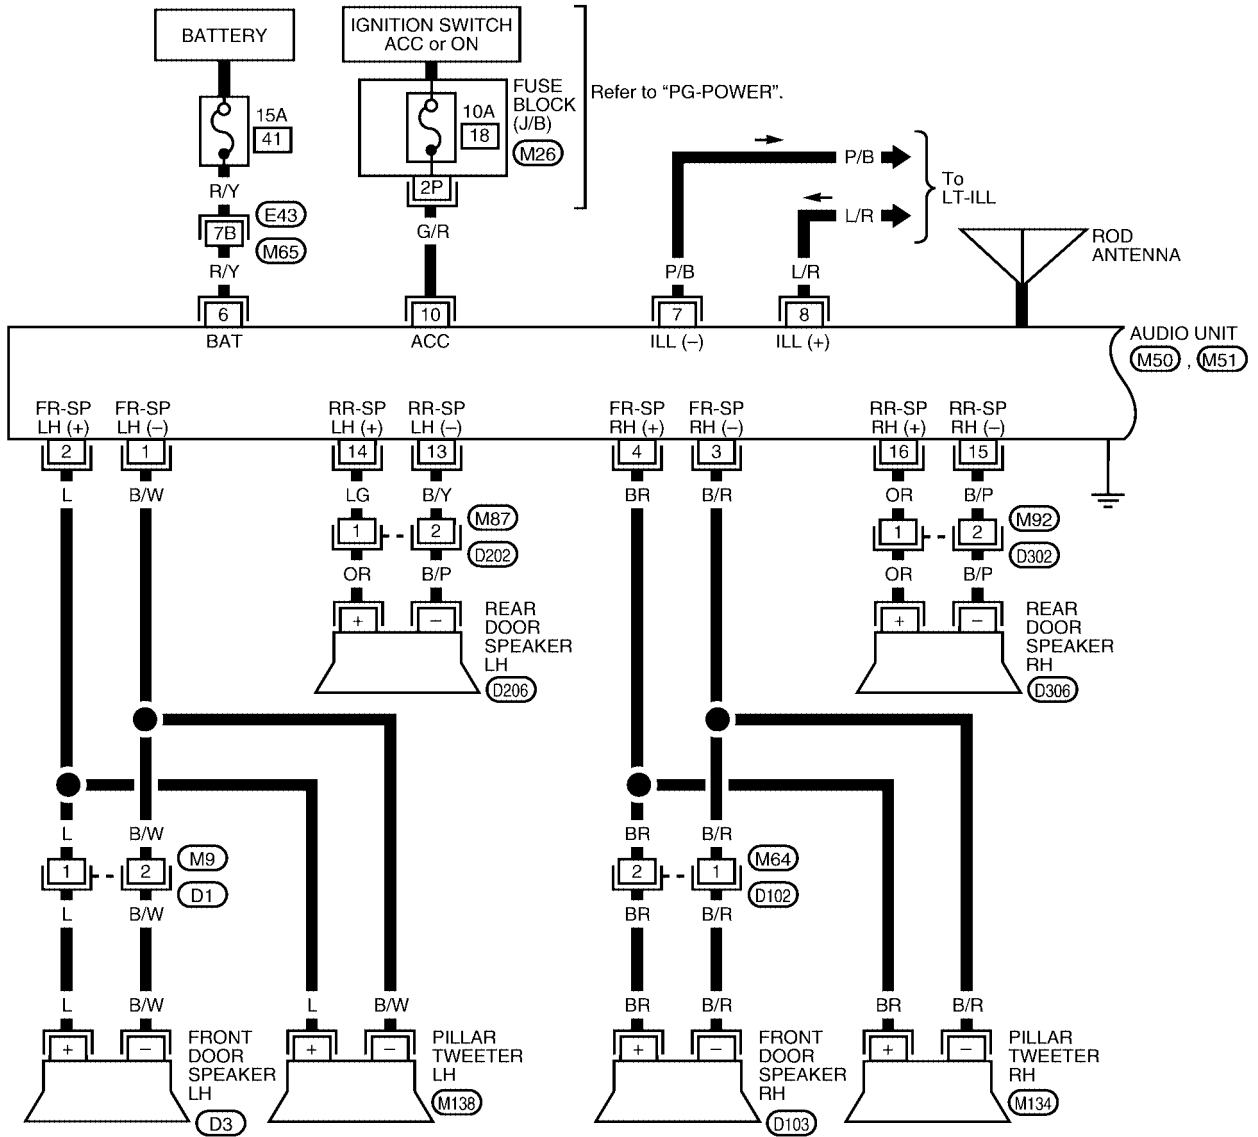 BATTERY
IGNITION SWITCH
ACC or ON
15A
41
10A
18
FUSE
BLOCK
(J/B)
M26
Refer to “PG-POWER”.
R/Y
2P
E43
7B
M65
G/R
R/Y
P/B
L/R
To
LT-ILL
P/B
L/R
ROD
ANTENNA
6
10
7
8
BAT
ACC
ILL (–)
ILL (+)
AUDIO UNIT
M50 , M51
FR-SP
LH (+)
FR-SP
LH (–)
RR-SP
LH (+)
RR-SP
LH (–)
FR-SP
RH (+)
FR-SP
RH (–)
RR-SP
RH (+)
RR-SP
RH (–)
2
1
14
13
4
3
16
15
L
B/W
LG
B/Y
BR
B/R
OR
B/P
1
2
M87
D202
1
2
M92
D302
OR
B/P
OR
B/P
+
–
REAR
DOOR
SPEAKER
LH
D206
+
–
REAR
DOOR
SPEAKER
RH
D306
L
B/W
BR
B/R
1
2
M9
D1
2
1
M64
D102
L
B/W
BR
B/R
L
B/W
L
B/W
BR
B/R
BR
B/R
+
–
FRONT
DOOR
SPEAKER
LH
D3
+
–
PILLAR
TWEETER
LH
M138
+
–
FRONT
DOOR
SPEAKER
RH
D103
+
–
PILLAR
TWEETER
RH
M134